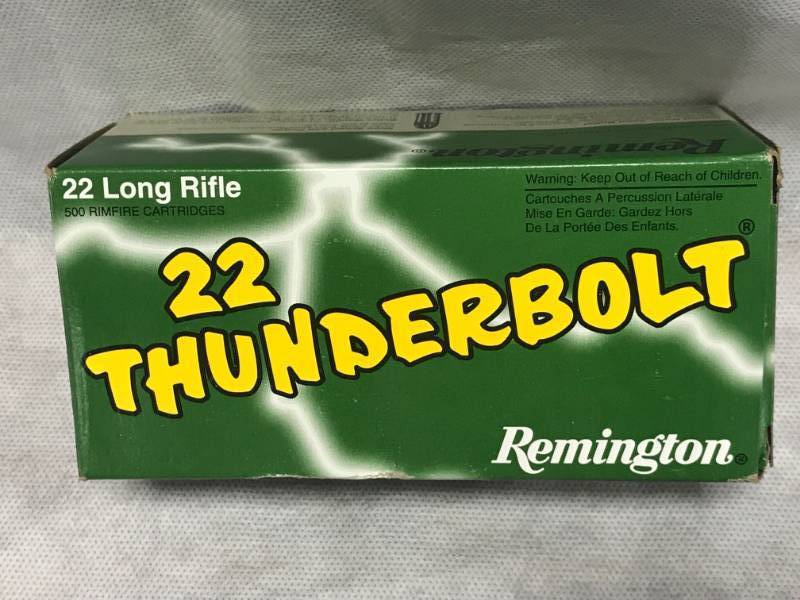 Remington®
22 Long Rifle
500 RIMFIRE CARTRIDGES
Warning: Keep Out of Reach of Children.
Cartouches A Percussion Latérale
Mise En Garde: Gardez Hors
De La Portée Des Enfants.
22
THUNDERBOLT®
Remington®